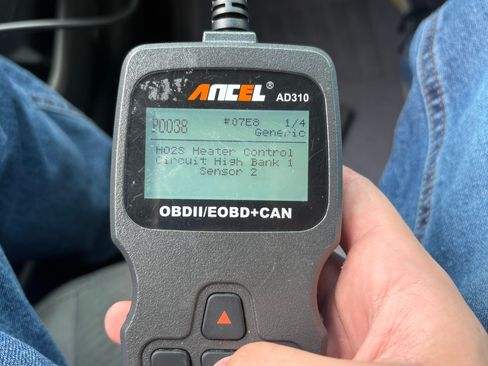 ANCEL®
AD310
P0038 #07E8 1/4
Generic
HO2S Heater Control
Circuit High Bank 1
Sensor 2
OBDII/EOBD+CAN